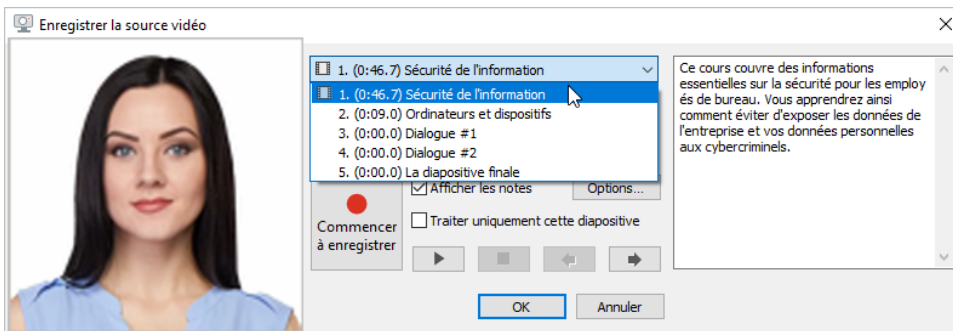 Enregistrer la source vidéo
1. (0:46.7) Sécurité de l'information
1. (0:46.7) Sécurité de l'information
2. (0:09.0) Ordinateurs et dispositifs
3. (0:00.0) Dialogue #1
4. (0:00.0) Dialogue #2
5. (0:00.0) La diapositive finale
Afficher les notes
Options...
Commencer
à enregistrer
Traiter uniquement cette diapositive
OK
Annuler
Ce cours couvre des informations
essentielles sur la sécurité pour les employ
és de bureau. Vous apprendrez ainsi
comment éviter d'exposer les données de
l'entreprise et vos données personnelles
aux cybercriminels.